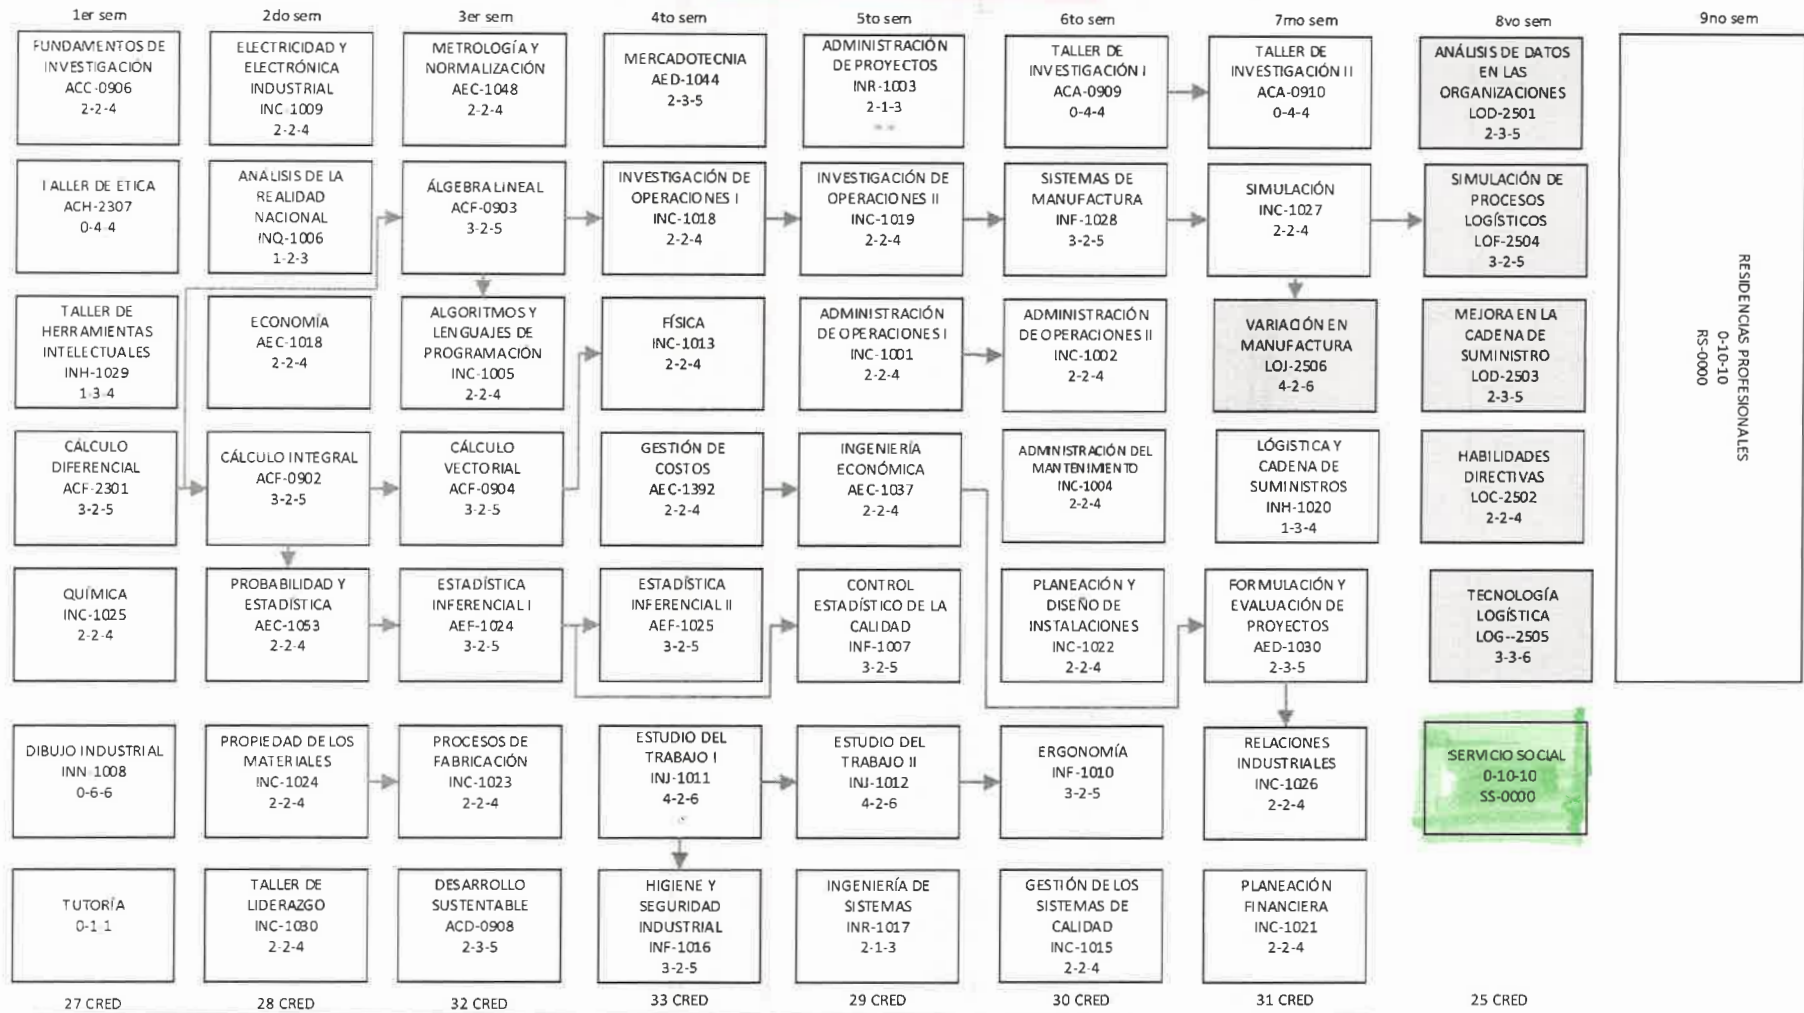 1er sem
FUNDAMENTOS DE
INVESTIGACIÓN
ACC-0906
2-2-4
TALLER DE ETICA
ACH-2307
0-4-4
TALLER DE
HERRAMIENTAS
INTELECTUALES
INH-1029
1-3-4
CÁLCULO
DIFERENCIAL
ACF-2301
3-2-5
QUÍMICA
INC-1025
2-2-4
DIBUJO INDUSTRIAL
INN-1008
0-6-6
TUTORÍA
0-1-1
27 CRED
2do sem
ELECTRICIDAD Y
ELECTRÓNICA
INDUSTRIAL
INC-1009
2-2-4
ANÁLISIS DE LA
REALIDAD
NACIONAL
INQ-1006
1-2-3
ECONOMÍA
AEC-1018
2-2-4
CÁLCULO INTEGRAL
ACF-0902
3-2-5
PROBABILIDAD Y
ESTADÍSTICA
AEC-1053
2-2-4
PROPIEDAD DE LOS
MATERIALES
INC-1024
2-2-4
TALLER DE
LIDERAZGO
INC-1030
2-2-4
28 CRED
3er sem
METROLOGÍA Y
NORMALIZACIÓN
AEC-1048
2-2-4
ÁLGEBRA LINEAL
ACF-0903
3-2-5
ALGORITMOS Y
LENGUAJES DE
PROGRAMACIÓN
INC-1005
2-2-4
CÁLCULO
VECTORIAL
ACF-0904
3-2-5
ESTADÍSTICA
INFERENCIAL I
AEF-1024
3-2-5
PROCESOS DE
FABRICACIÓN
INC-1023
2-2-4
DESARROLLO
SUSTENTABLE
ACD-0908
2-3-5
32 CRED
4to sem
MERCADOTECNIA
AED-1044
2-3-5
INVESTIGACIÓN DE
OPERACIONES I
INC-1018
2-2-4
FÍSICA
INC-1013
2-2-4
GESTIÓN DE
COSTOS
AEC-1392
2-2-4
ESTADÍSTICA
INFERENCIAL II
AEF-1025
3-2-5
ESTUDIO DEL
TRABAJO I
INJ-1011
4-2-6
HIGIENE Y
SEGURIDAD
INDUSTRIAL
INF-1016
3-2-5
33 CRED
5to sem
ADMINISTRACIÓN
DE PROYECTOS
INR-1003
2-1-3
INVESTIGACIÓN DE
OPERACIONES II
INC-1019
2-2-4
ADMINISTRACIÓN
DE OPERACIONES I
INC-1001
2-2-4
INGENIERÍA
ECONÓMICA
AEC-1037
2-2-4
CONTROL
ESTADÍSTICO DE LA
CALIDAD
INF-1007
3-2-5
ESTUDIO DEL
TRABAJO II
INJ-1012
4-2-6
INGENIERÍA DE
SISTEMAS
INR-1017
2-1-3
29 CRED
6to sem
TALLER DE
INVESTIGACIÓN I
ACA-0909
0-4-4
SISTEMAS DE
MANUFACTURA
INF-1028
3-2-5
ADMINISTRACIÓN
DE OPERACIONES II
INC-1002
2-2-4
ADMINISTRACIÓN DEL
MANTENIMIENTO
INC-1004
2-2-4
PLANEACIÓN Y
DISEÑO DE
INSTALACIONES
INC-1022
2-2-4
ERGONOMÍA
INF-1010
3-2-5
GESTIÓN DE LOS
SISTEMAS DE
CALIDAD
INC-1015
2-2-4
30 CRED
7mo sem
TALLER DE
INVESTIGACIÓN II
ACA-0910
0-4-4
SIMULACIÓN
INC-1027
2-2-4
VARIACIÓN EN
MANUFACTURA
LOJ-2506
4-2-6
LÓGISTICA Y
CADENA DE
SUMINISTROS
INH-1020
1-3-4
FORMULACIÓN Y
EVALUACIÓN DE
PROYECTOS
AED-1030
2-3-5
RELACIONES
INDUSTRIALES
INC-1026
2-2-4
PLANEACIÓN
FINANCIERA
INC-1021
2-2-4
31 CRED
8vo sem
ANÁLISIS DE DATOS
EN LAS
ORGANIZACIONES
LOD-2501
2-3-5
SIMULACIÓN DE
PROCESOS
LOGÍSTICOS
LOF-2504
3-2-5
MEJORA EN LA
CADENA DE
SUMINISTRO
LOD-2503
2-3-5
HABILIDADES
DIRECTIVAS
LOC-2502
2-2-4
TECNOLOGÍA
LOGÍSTICA
LOG--2505
3-3-6
SERVICIO SOCIAL
0-10-10
SS-0000
25 CRED
9no sem
RESIDENCIAS PROFESIONALES
0-10-10
RS-0000